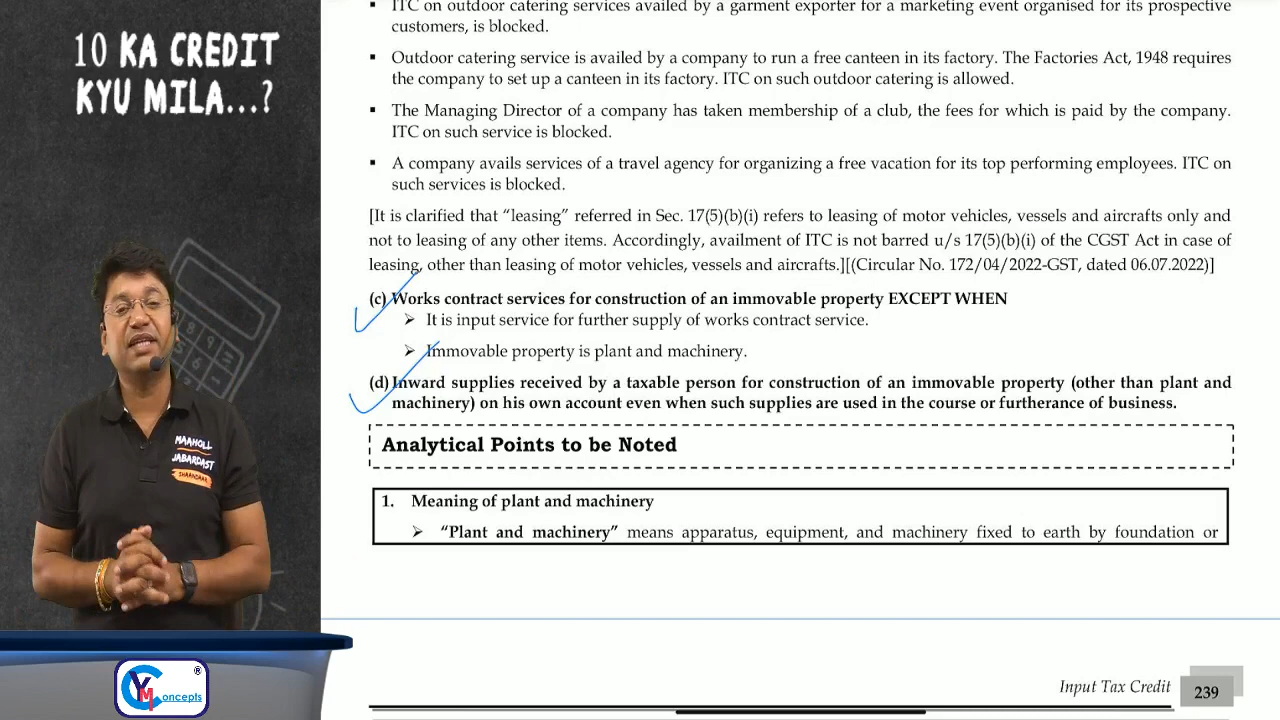 10 KA CREDIT
KYU MILA...?
ITC on outdoor catering services availed by a garment exporter for a marketing event organised for its prospective
customers, is blocked.
▪ Outdoor catering service is availed by a company to run a free canteen in its factory. The Factories Act, 1948 requires
the company to set up a canteen in its factory. ITC on such outdoor catering is allowed.
▪ The Managing Director of a company has taken membership of a club, the fees for which is paid by the company.
ITC on such service is blocked.
▪ A company avails services of a travel agency for organizing a free vacation for its top performing employees. ITC on
such services is blocked.
[It is clarified that “leasing” referred in Sec. 17(5)(b)(i) refers to leasing of motor vehicles, vessels and aircrafts only and
not to leasing of any other items. Accordingly, availment of ITC is not barred u/s 17(5)(b)(i) of the CGST Act in case of
leasing, other than leasing of motor vehicles, vessels and aircrafts.][(Circular No. 172/04/2022-GST, dated 06.07.2022)]
(c) Works contract services for construction of an immovable property EXCEPT WHEN
➢ It is input service for further supply of works contract service.
➢ Immovable property is plant and machinery.
(d) Inward supplies received by a taxable person for construction of an immovable property (other than plant and
machinery) on his own account even when such supplies are used in the course or furtherance of business.
Analytical Points to be Noted
1. Meaning of plant and machinery
➢ “Plant and machinery” means apparatus, equipment, and machinery fixed to earth by foundation or
Input Tax Credit 239
MAAHOLL
JABARDAST
SHAANDAAR
YM Concepts ®